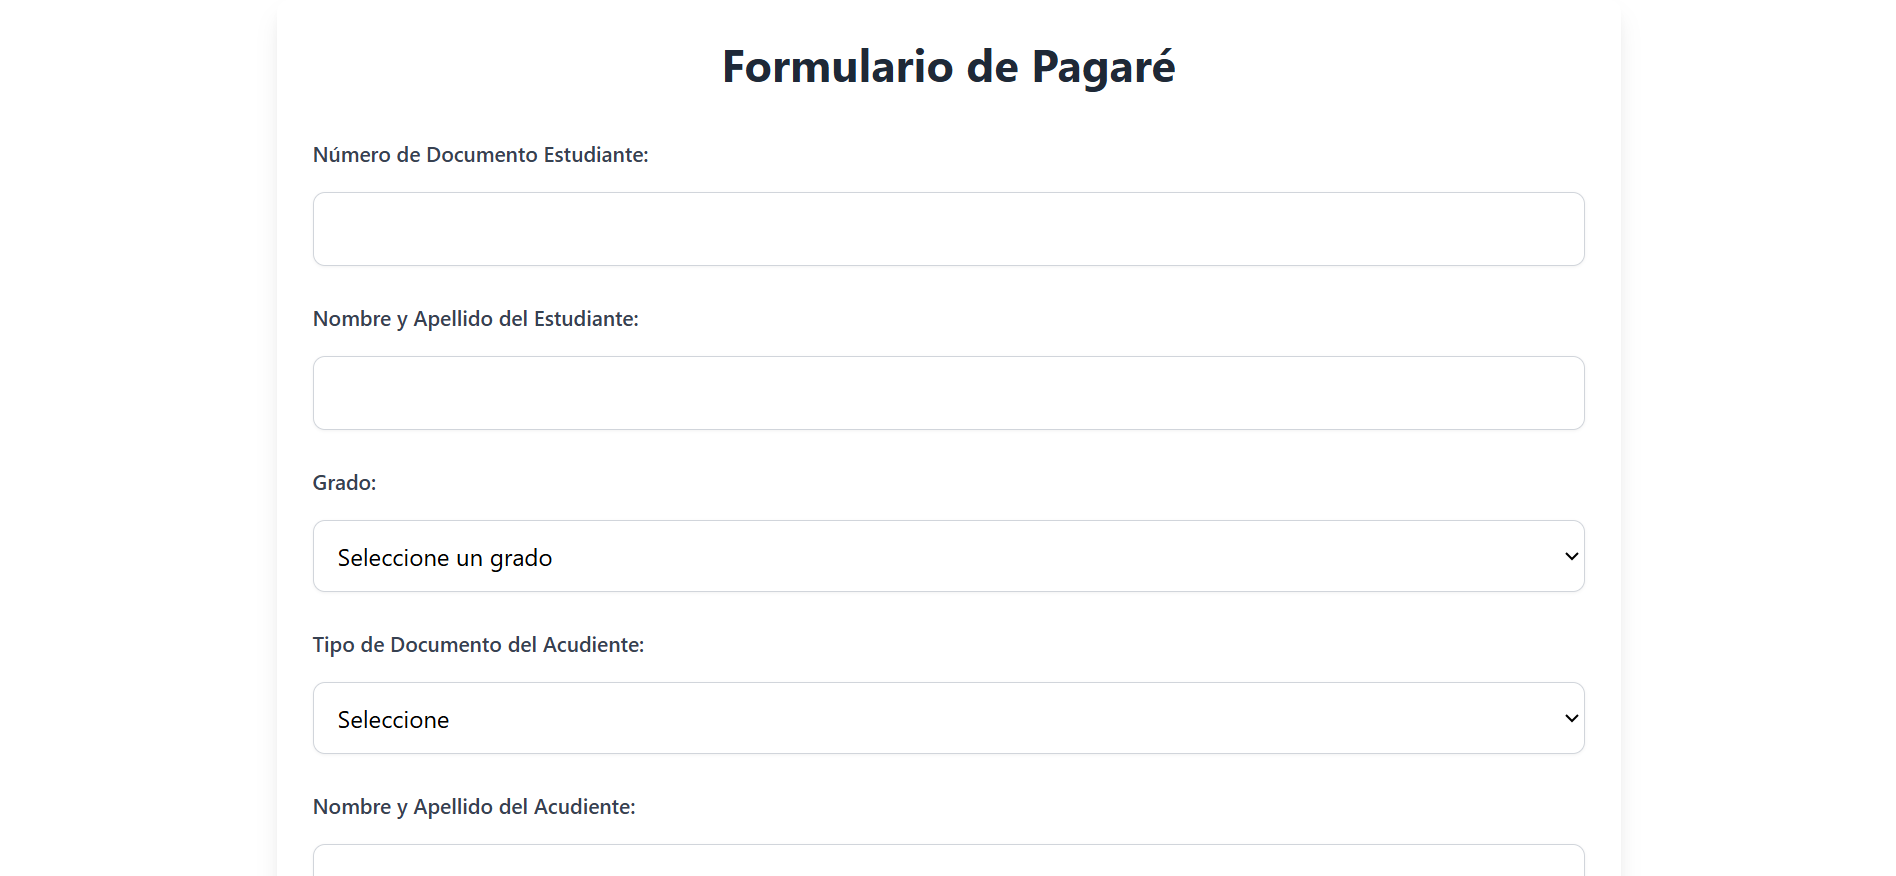 Formulario de Pagaré
Número de Documento Estudiante:
Nombre y Apellido del Estudiante:
Grado:
Seleccione un grado
Tipo de Documento del Acudiente:
Seleccione
Nombre y Apellido del Acudiente: